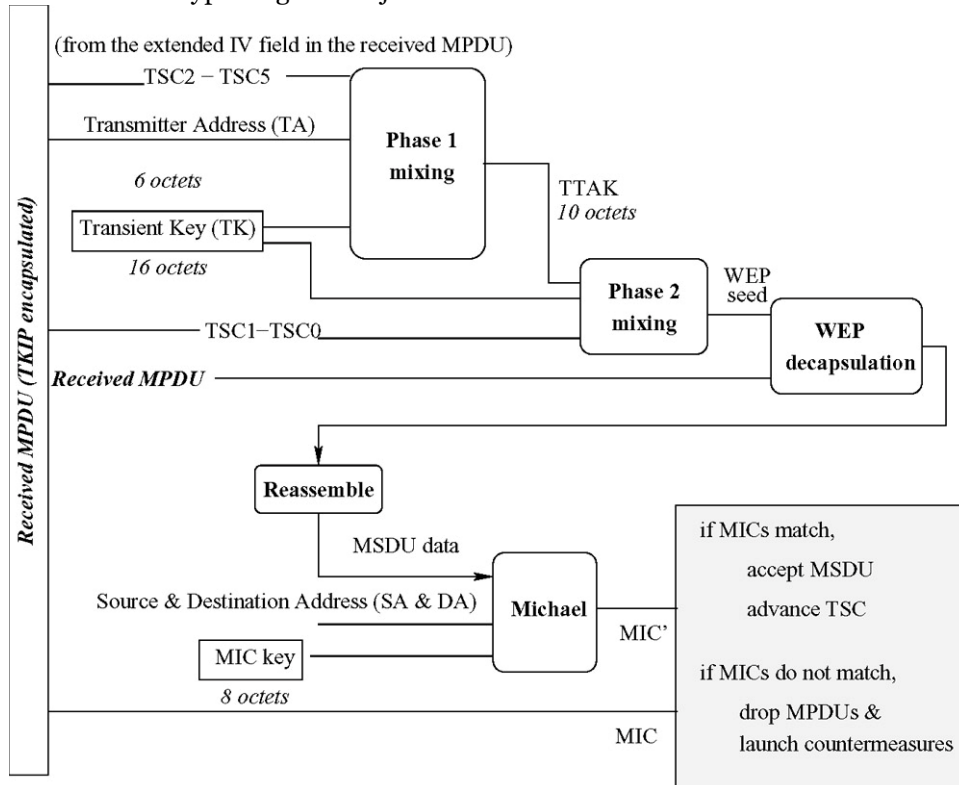 (from the extended IV field in the received MPDU)
TSC2 − TSC5
Transmitter Address (TA)
6 octets
Transient Key (TK)
16 octets
Phase 1
mixing
TTAK
10 octets
Phase 2
mixing
WEP
seed
WEP
decapsulation
TSC1−TSC0
Received MPDU
Received MPDU (TKIP encapsulated)
Reassemble
MSDU data
Source & Destination Address (SA & DA)
MIC key
8 octets
Michael
MIC’
MIC
if MICs match,
accept MSDU
advance TSC
if MICs do not match,
drop MPDUs &
launch countermeasures